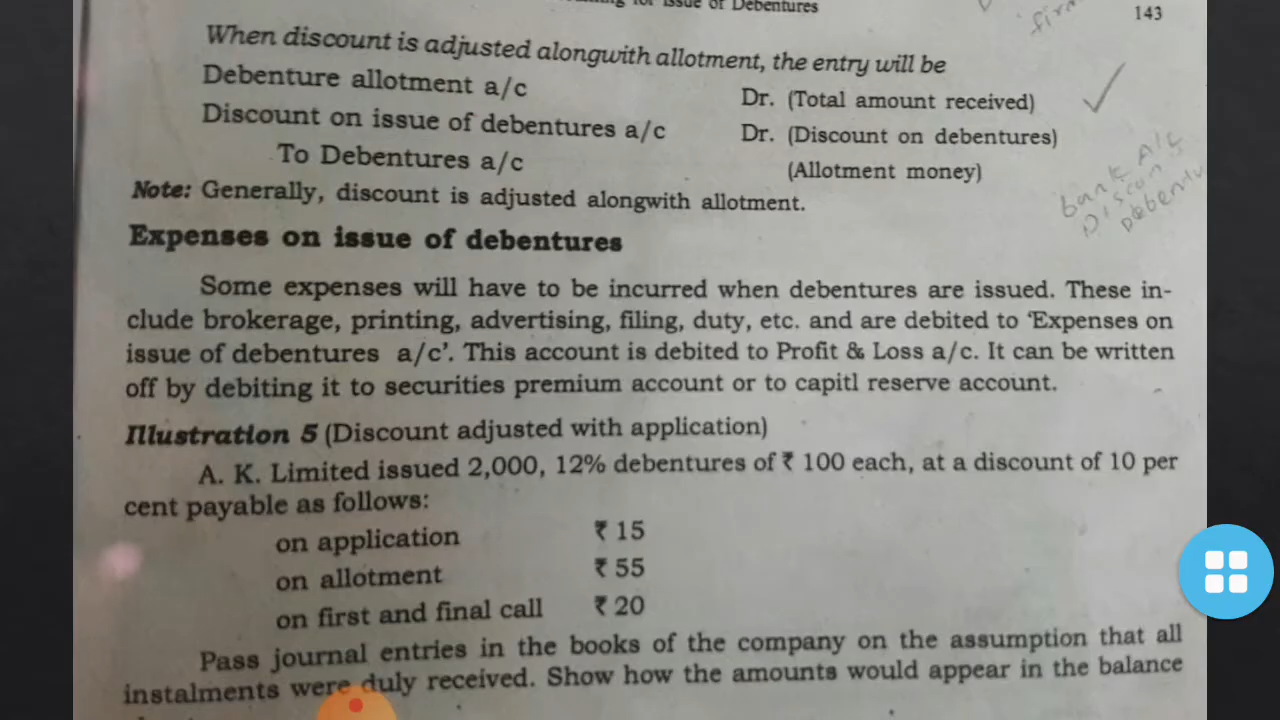 for Issue of Debentures
143
When discount is adjusted alongwith allotment, the entry will be
Debenture allotment a/c Dr. (Total amount received)
Discount on issue of debentures a/c Dr. (Discount on debentures)
To Debentures a/c (Allotment money)
Note: Generally, discount is adjusted alongwith allotment.
bank A/c
Discon
Debentu
Expenses on issue of debentures
Some expenses will have to be incurred when debentures are issued. These in-
clude brokerage, printing, advertising, filing, duty, etc. and are debited to ‘Expenses on
issue of debentures a/c’. This account is debited to Profit & Loss a/c. It can be written
off by debiting it to securities premium account or to capitl reserve account.
Illustration 5 (Discount adjusted with application)
A. K. Limited issued 2,000, 12% debentures of ₹ 100 each, at a discount of 10 per
cent payable as follows:
on application ₹ 15
on allotment ₹ 55
on first and final call ₹ 20
Pass journal entries in the books of the company on the assumption that all
instalments were duly received. Show how the amounts would appear in the balance